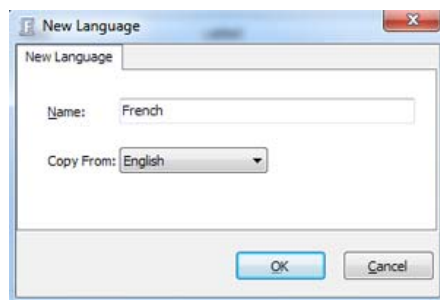 New Language
New Language
Name: French
Copy From: English
OK Cancel